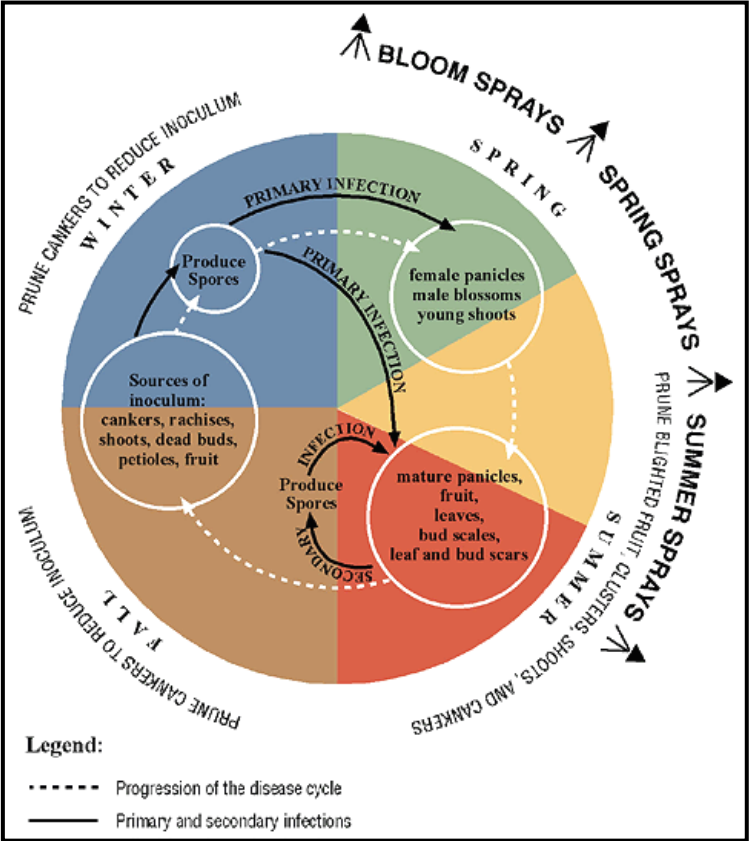 BLOOM SPRAYS
SPRING SPRAYS
SUMMER SPRAYS
PRUNE CANKERS TO REDUCE INOCULUM
WINTER
SPRING
PRIMARY INFECTION
Produce
Spores
PRIMARY INFECTION
female panicles
male blossoms
young shoots
Sources of
inoculum:
cankers, rachises,
shoots, dead buds,
petioles, fruit
INFECTION
Produce
Spores
SECONDARY
mature panicles,
fruit,
leaves,
bud scales,
leaf and bud scars
SUMMER
PRUNE BLIGHTED FRUIT, CLUSTERS, SHOOTS, AND CANKERS
FALL
PRUNE CANKERS TO REDUCE INOCULUM
Legend:
Progression of the disease cycle
Primary and secondary infections